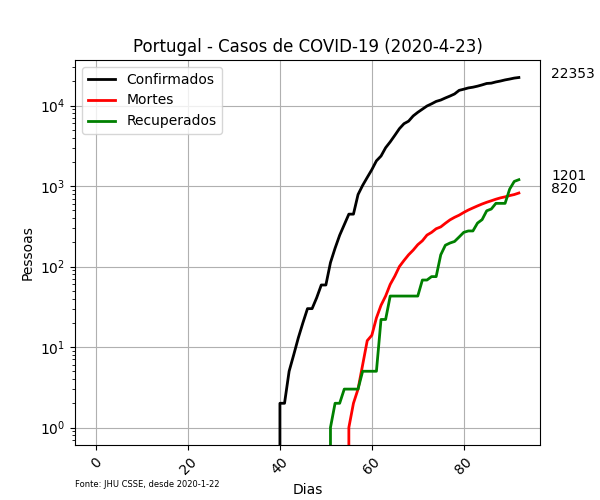 Portugal - Casos de COVID-19 (2020-4-23)
Confirmados
Mortes
Recuperados
22353
1201
820
Pessoas
10⁴
10³
10²
10¹
10⁰
0
20
40
60
80
Dias
Fonte: JHU CSSE, desde 2020-1-22